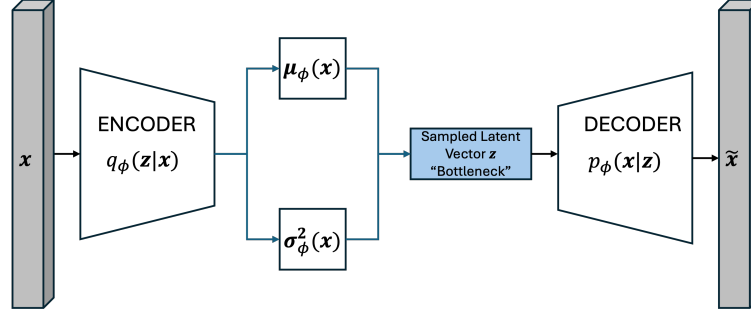 x
ENCODER
qϕ(z|x)
μϕ(x)
σ²ϕ(x)
Sampled Latent
Vector z
“Bottleneck”
DECODER
pϕ(x|z)
x̃